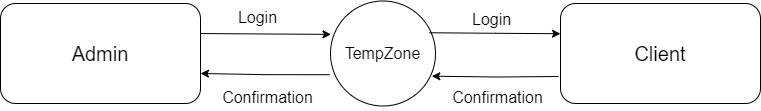 Login
Login
Admin
TempZone
Client
Confirmation
Confirmation